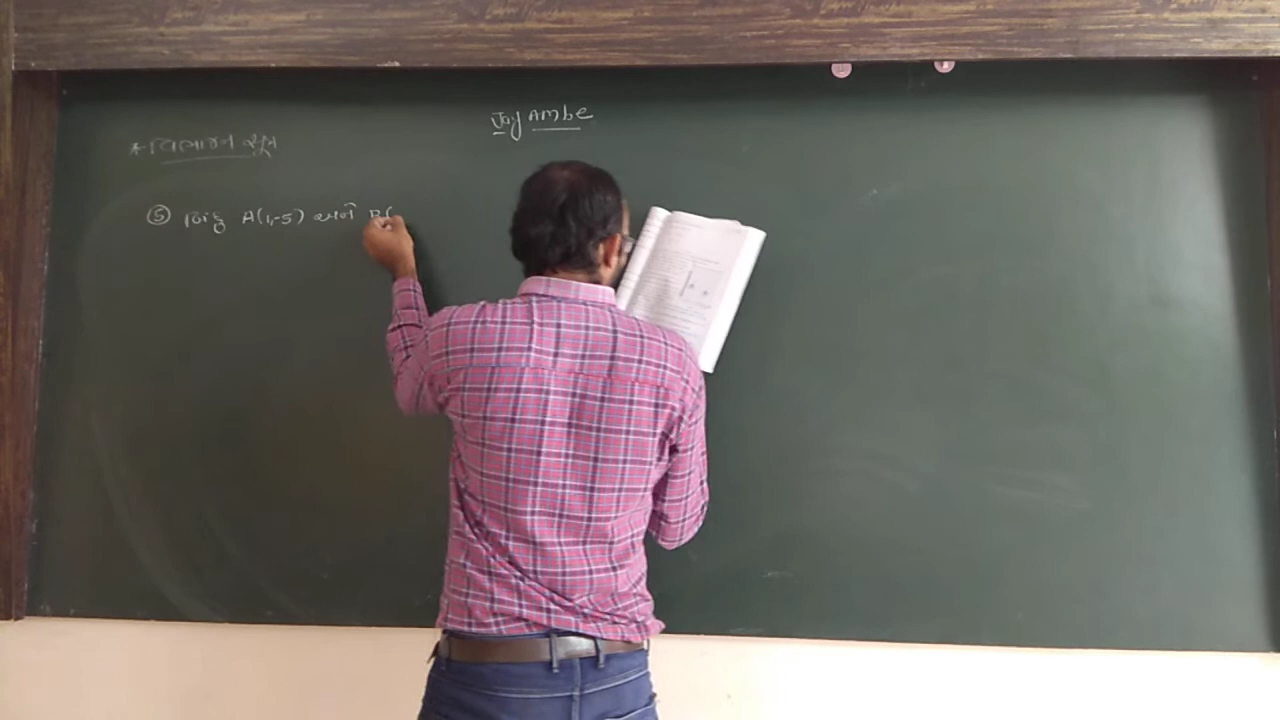 Jay Ambe
* વિભાજન સૂત્ર
⑤ બિંદુ A(1,-5) અને B(